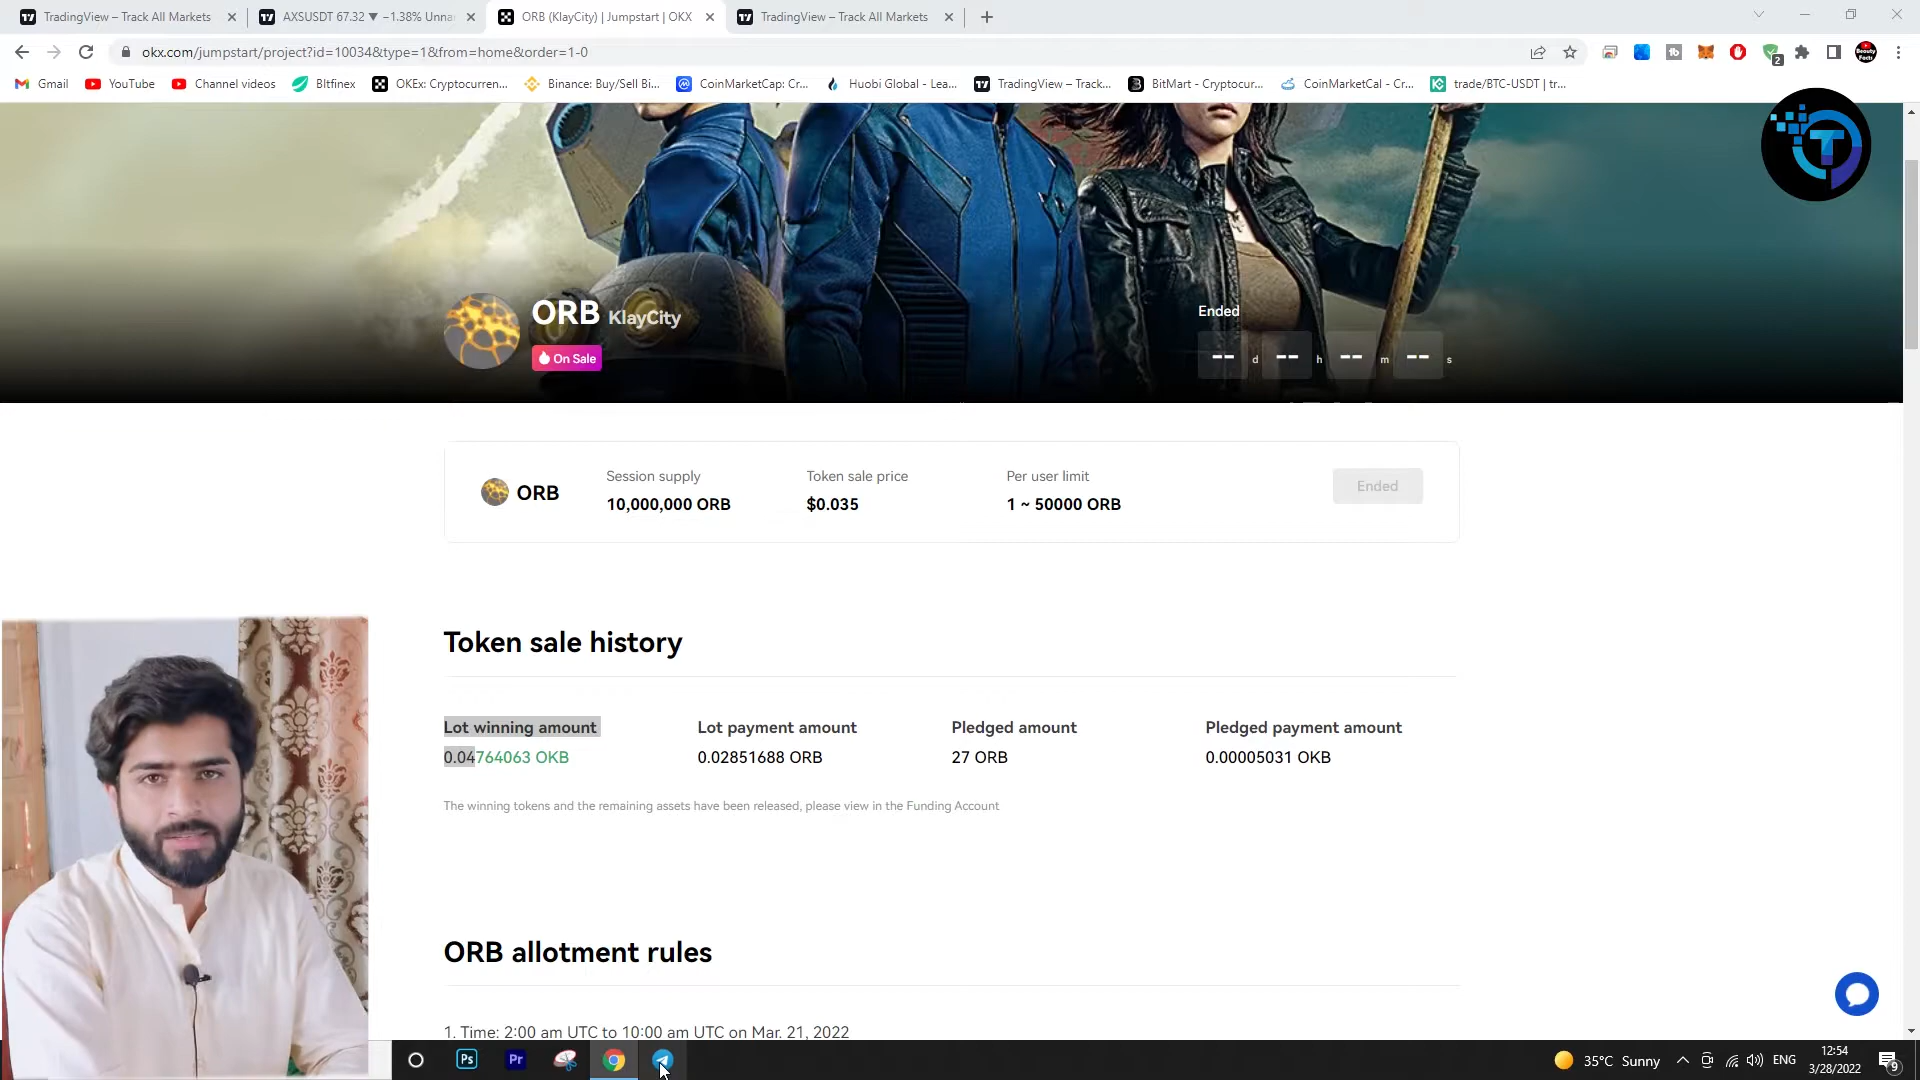 TradingView – Track All Markets
AXSUSDT 67.32 ▼ −1.38% Unna
ORB (KlayCity) | Jumpstart | OKX
TradingView – Track All Markets
okx.com/jumpstart/project?id=10034&type=1&from=home&order=1-0
Gmail
YouTube
Channel videos
BItfinex
OKEx: Cryptocurren...
Binance: Buy/Sell Bi...
CoinMarketCap: Cr...
Huobi Global - Lea...
TradingView – Track...
BitMart - Cryptocur...
CoinMarketCal - Cr...
trade/BTC-USDT | tr...
ORB KlayCity
On Sale
Ended
-- d -- h -- m -- s
ORB
Session supply
10,000,000 ORB
Token sale price
$0.035
Per user limit
1 ~ 50000 ORB
Ended
Token sale history
Lot winning amount
0.04764063 OKB
Lot payment amount
0.02851688 ORB
Pledged amount
27 ORB
Pledged payment amount
0.00005031 OKB
The winning tokens and the remaining assets have been released, please view in the Funding Account
ORB allotment rules
1. Time: 2:00 am UTC to 10:00 am UTC on Mar. 21, 2022
Ps
Pr
35°C Sunny
ENG
12:54
3/28/2022
9